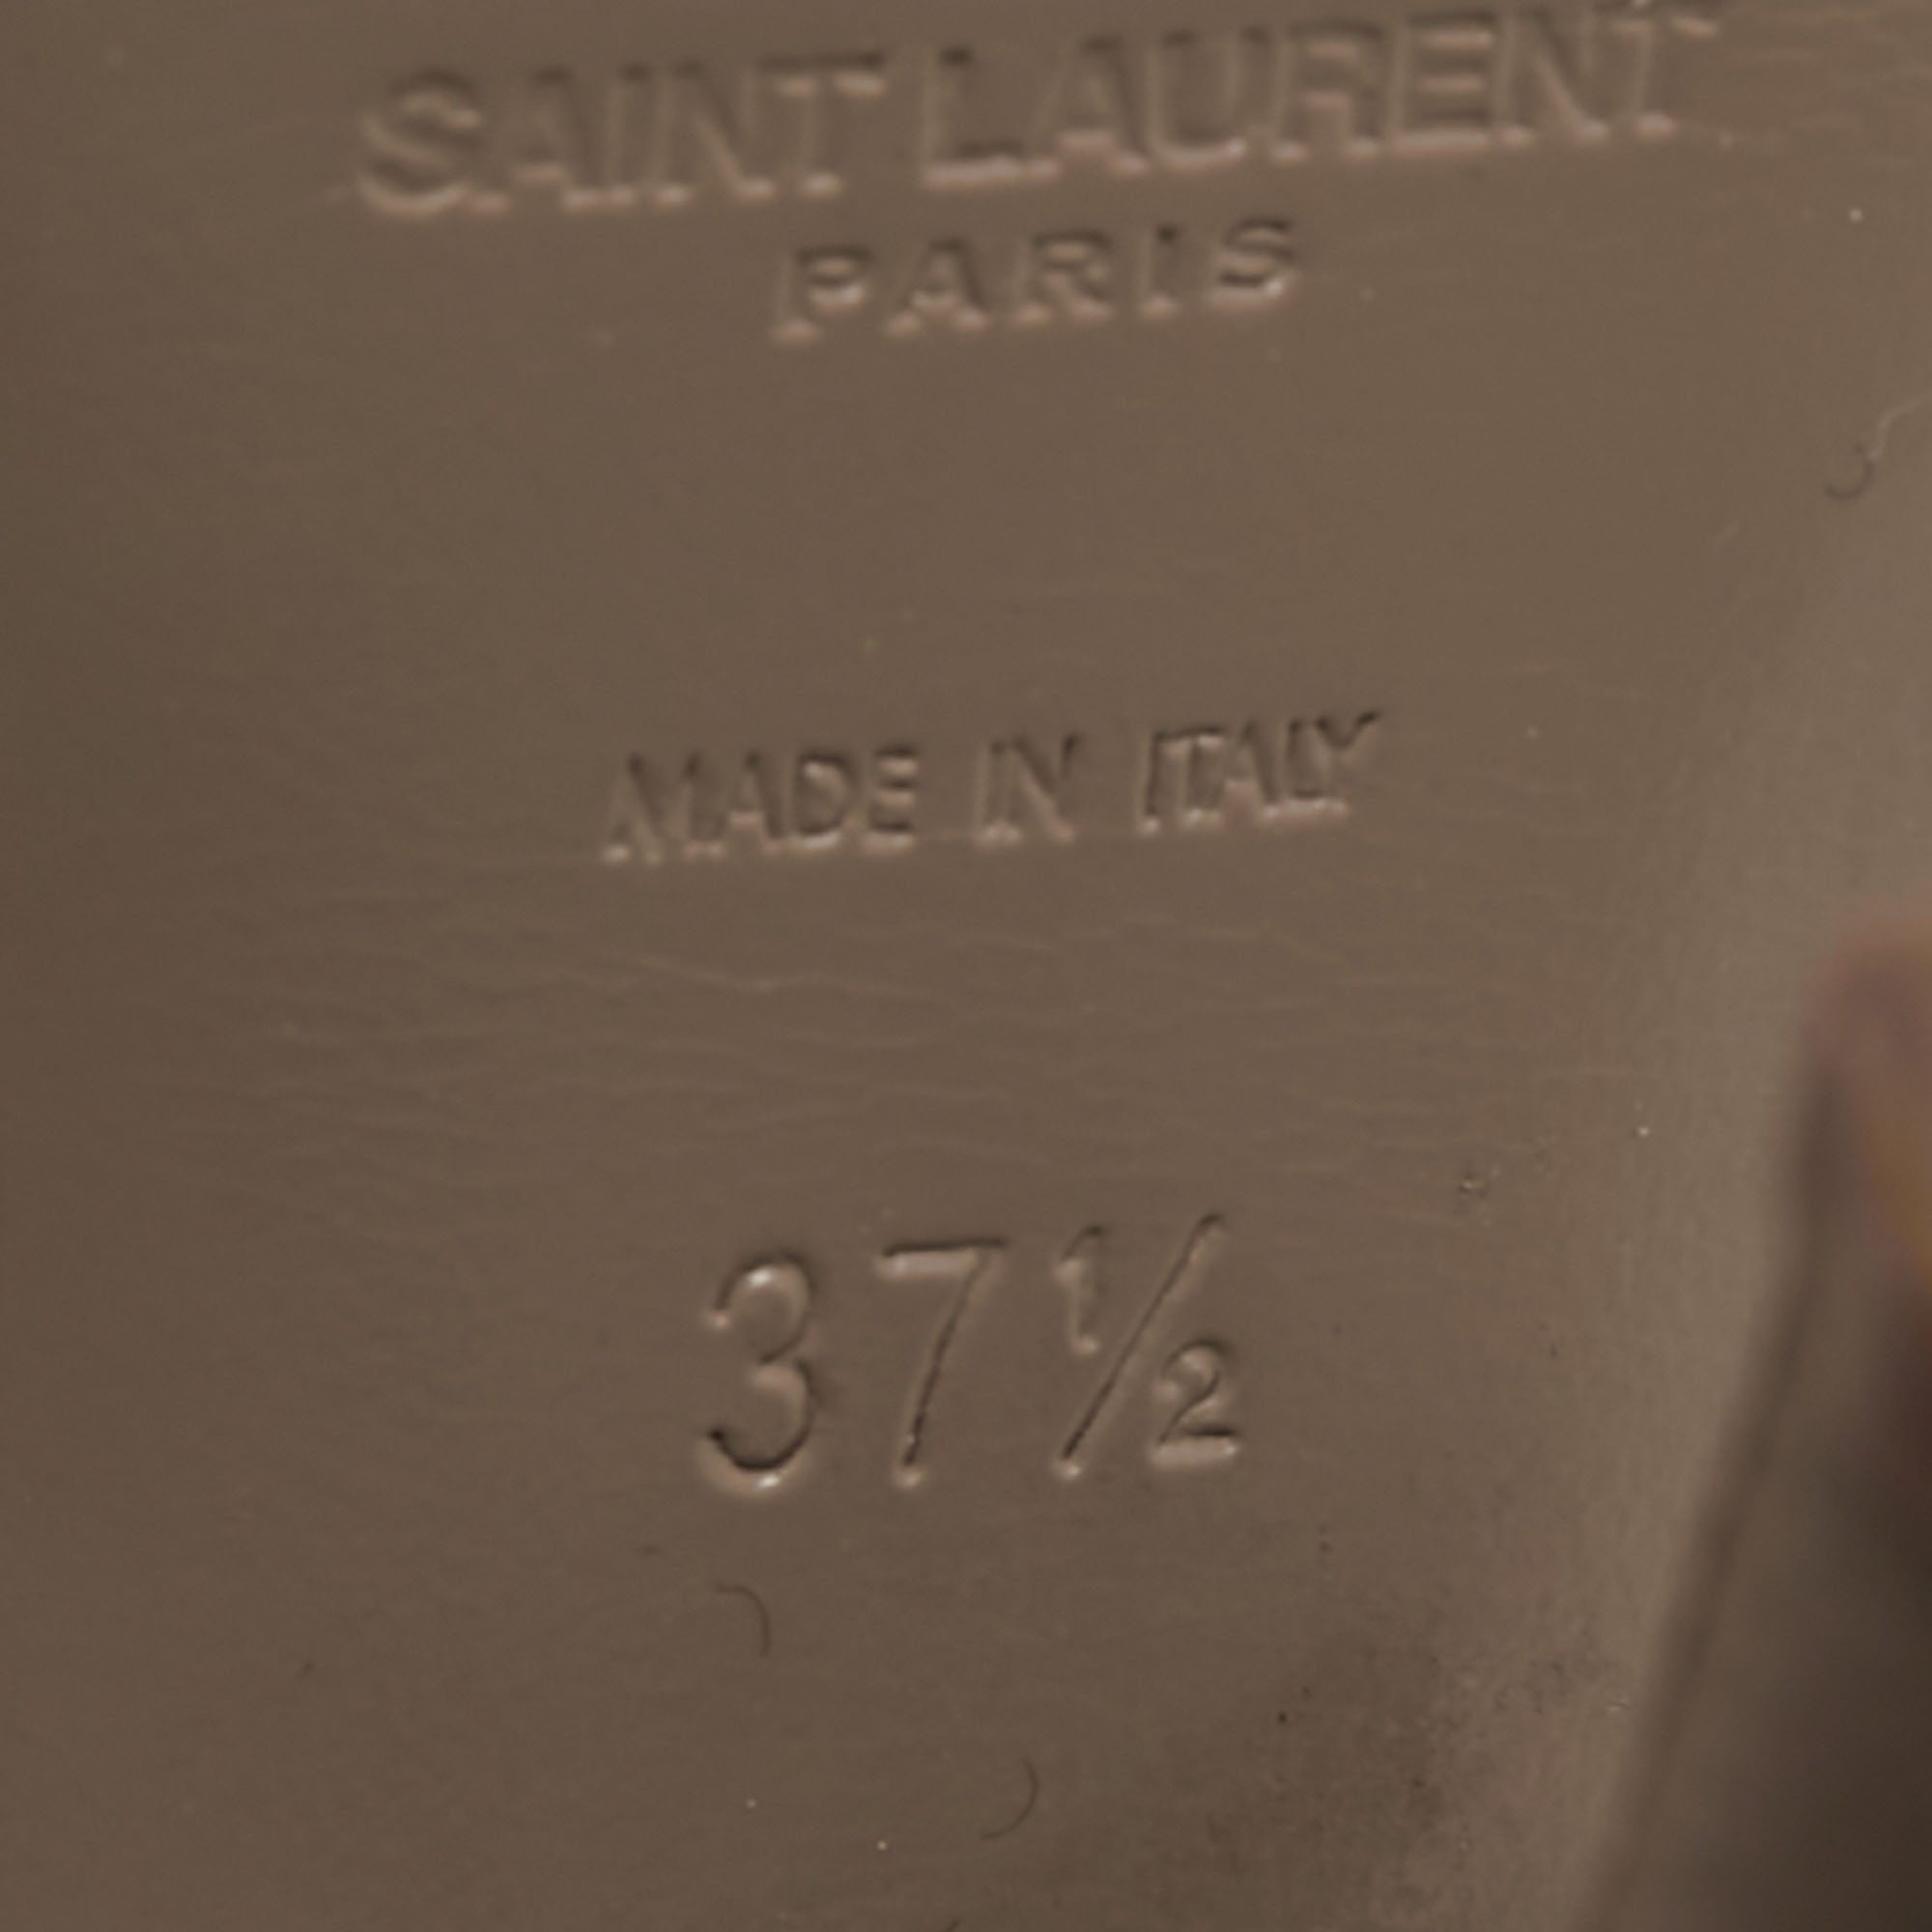 SAINT LAURENT
PARIS
MADE IN ITALY
37½